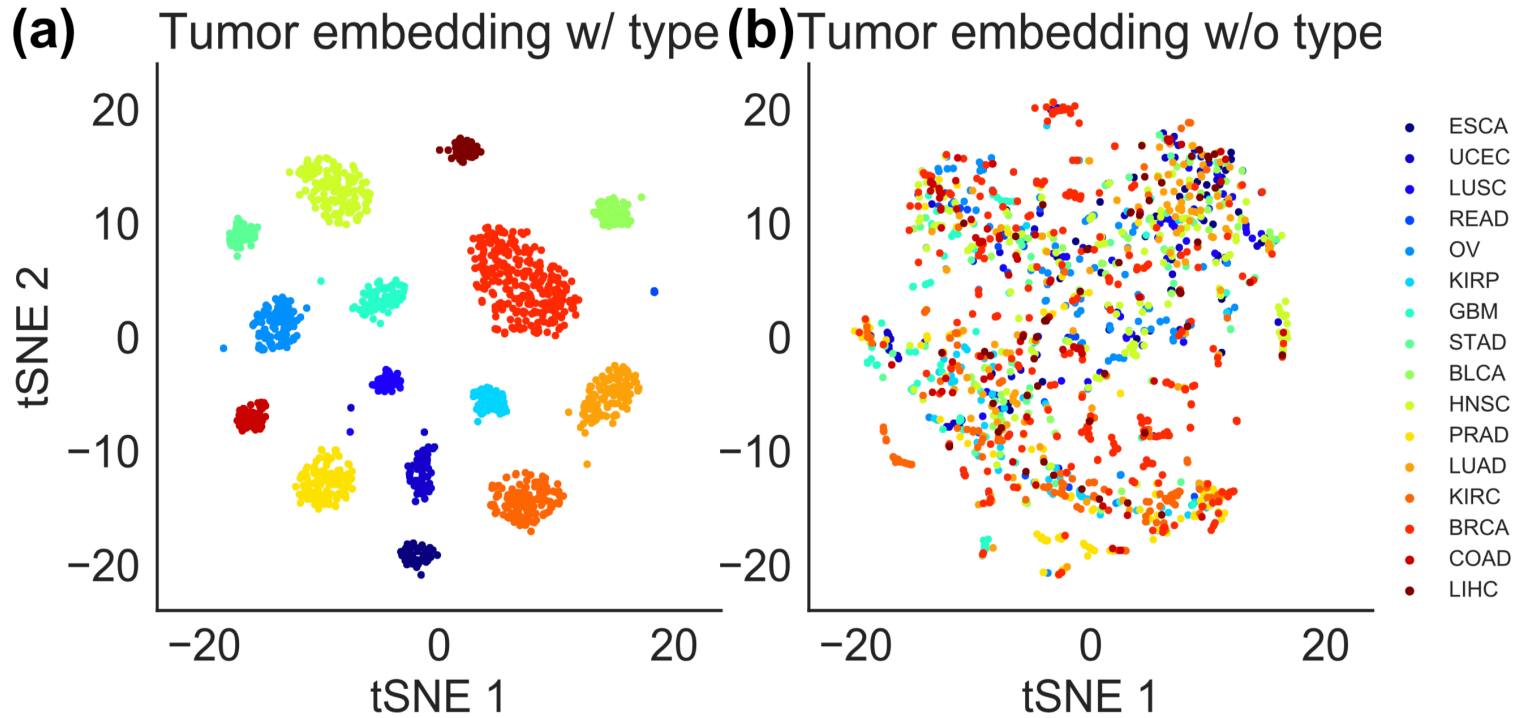 (a) Tumor embedding w/ type (b) Tumor embedding w/o type
20
10
0
−10
−20
tSNE 2
−20 0 20
tSNE 1
20
10
0
−10
−20
−20 0 20
tSNE 1
ESCA
UCEC
LUSC
READ
OV
KIRP
GBM
STAD
BLCA
HNSC
PRAD
LUAD
KIRC
BRCA
COAD
LIHC